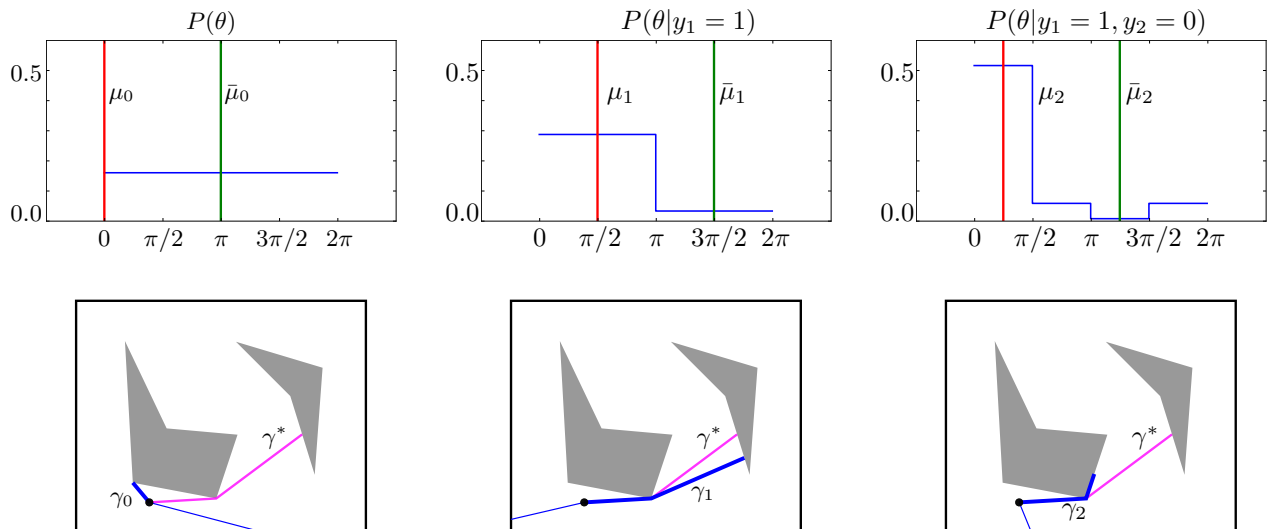 P(θ)
0.5
0.0
μ₀
μ̄₀
0 π/2 π 3π/2 2π
P(θ|y₁ = 1)
0.5
0.0
μ₁
μ̄₁
0 π/2 π 3π/2 2π
P(θ|y₁ = 1, y₂ = 0)
0.5
0.0
μ₂
μ̄₂
0 π/2 π 3π/2 2π
γ*
γ₀
γ*
γ₁
γ*
γ₂